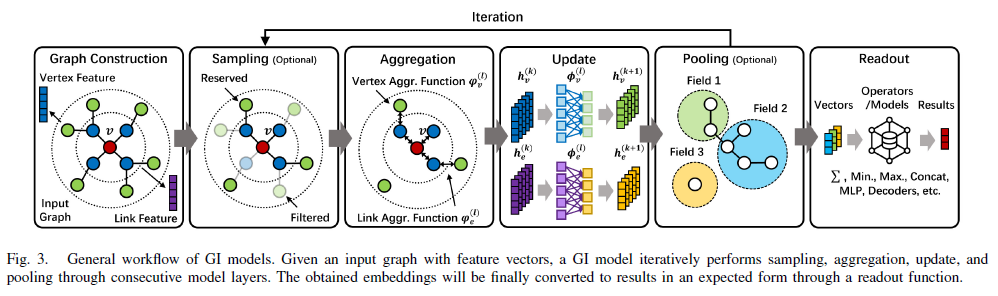 Iteration
Graph Construction
Vertex Feature
v
Input
Graph
Link Feature
Sampling (Optional)
Reserved
v
Filtered
Aggregation
Vertex Aggr. Function φ_v^(l)
v
Link Aggr. Function φ_e^(l)
Update
h_v^(k) ϕ_v^(l) h_v^(k+1)
h_e^(k) ϕ_e^(l) h_e^(k+1)
Pooling (Optional)
Field 1
Field 2
Field 3
Readout
Operators
Vectors /Models Results
∑ , Min., Max., Concat,
MLP, Decoders, etc.
Fig. 3. General workflow of GI models. Given an input graph with feature vectors, a GI model iteratively performs sampling, aggregation, update, and
pooling through consecutive model layers. The obtained embeddings will be finally converted to results in an expected form through a readout function.